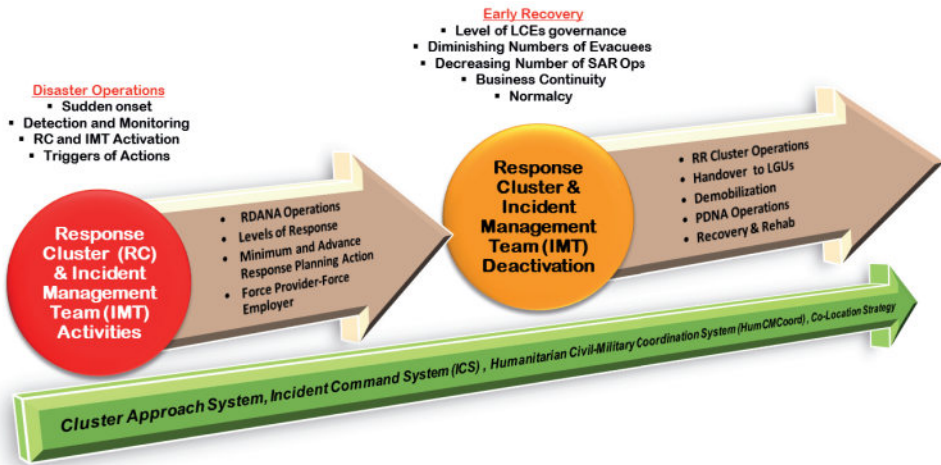 Early Recovery
▪ Level of LCEs governance
▪ Diminishing Numbers of Evacuees
▪ Decreasing Number of SAR Ops
▪ Business Continuity
▪ Normalcy
Disaster Operations
▪ Sudden onset
▪ Detection and Monitoring
▪ RC and IMT Activation
▪ Triggers of Actions
Response
Cluster (RC)
& Incident
Management
Team (IMT)
Activities
• RDANA Operations
• Levels of Response
• Minimum and Advance
Response Planning Action
• Force Provider-Force
Employer
Response
Cluster &
Incident
Management
Team (IMT)
Deactivation
• RR Cluster Operations
• Handover to LGUs
• Demobilization
• PDNA Operations
• Recovery & Rehab
Cluster Approach System, Incident Command System (ICS) , Humanitarian Civil-Military Coordination System (HumCMCoord) , Co-Location Strategy